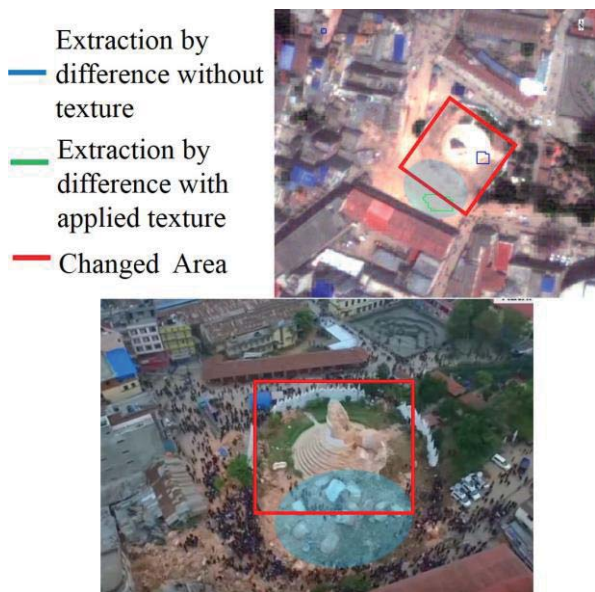 Extraction by
difference without
texture
Extraction by
difference with
applied texture
Changed Area